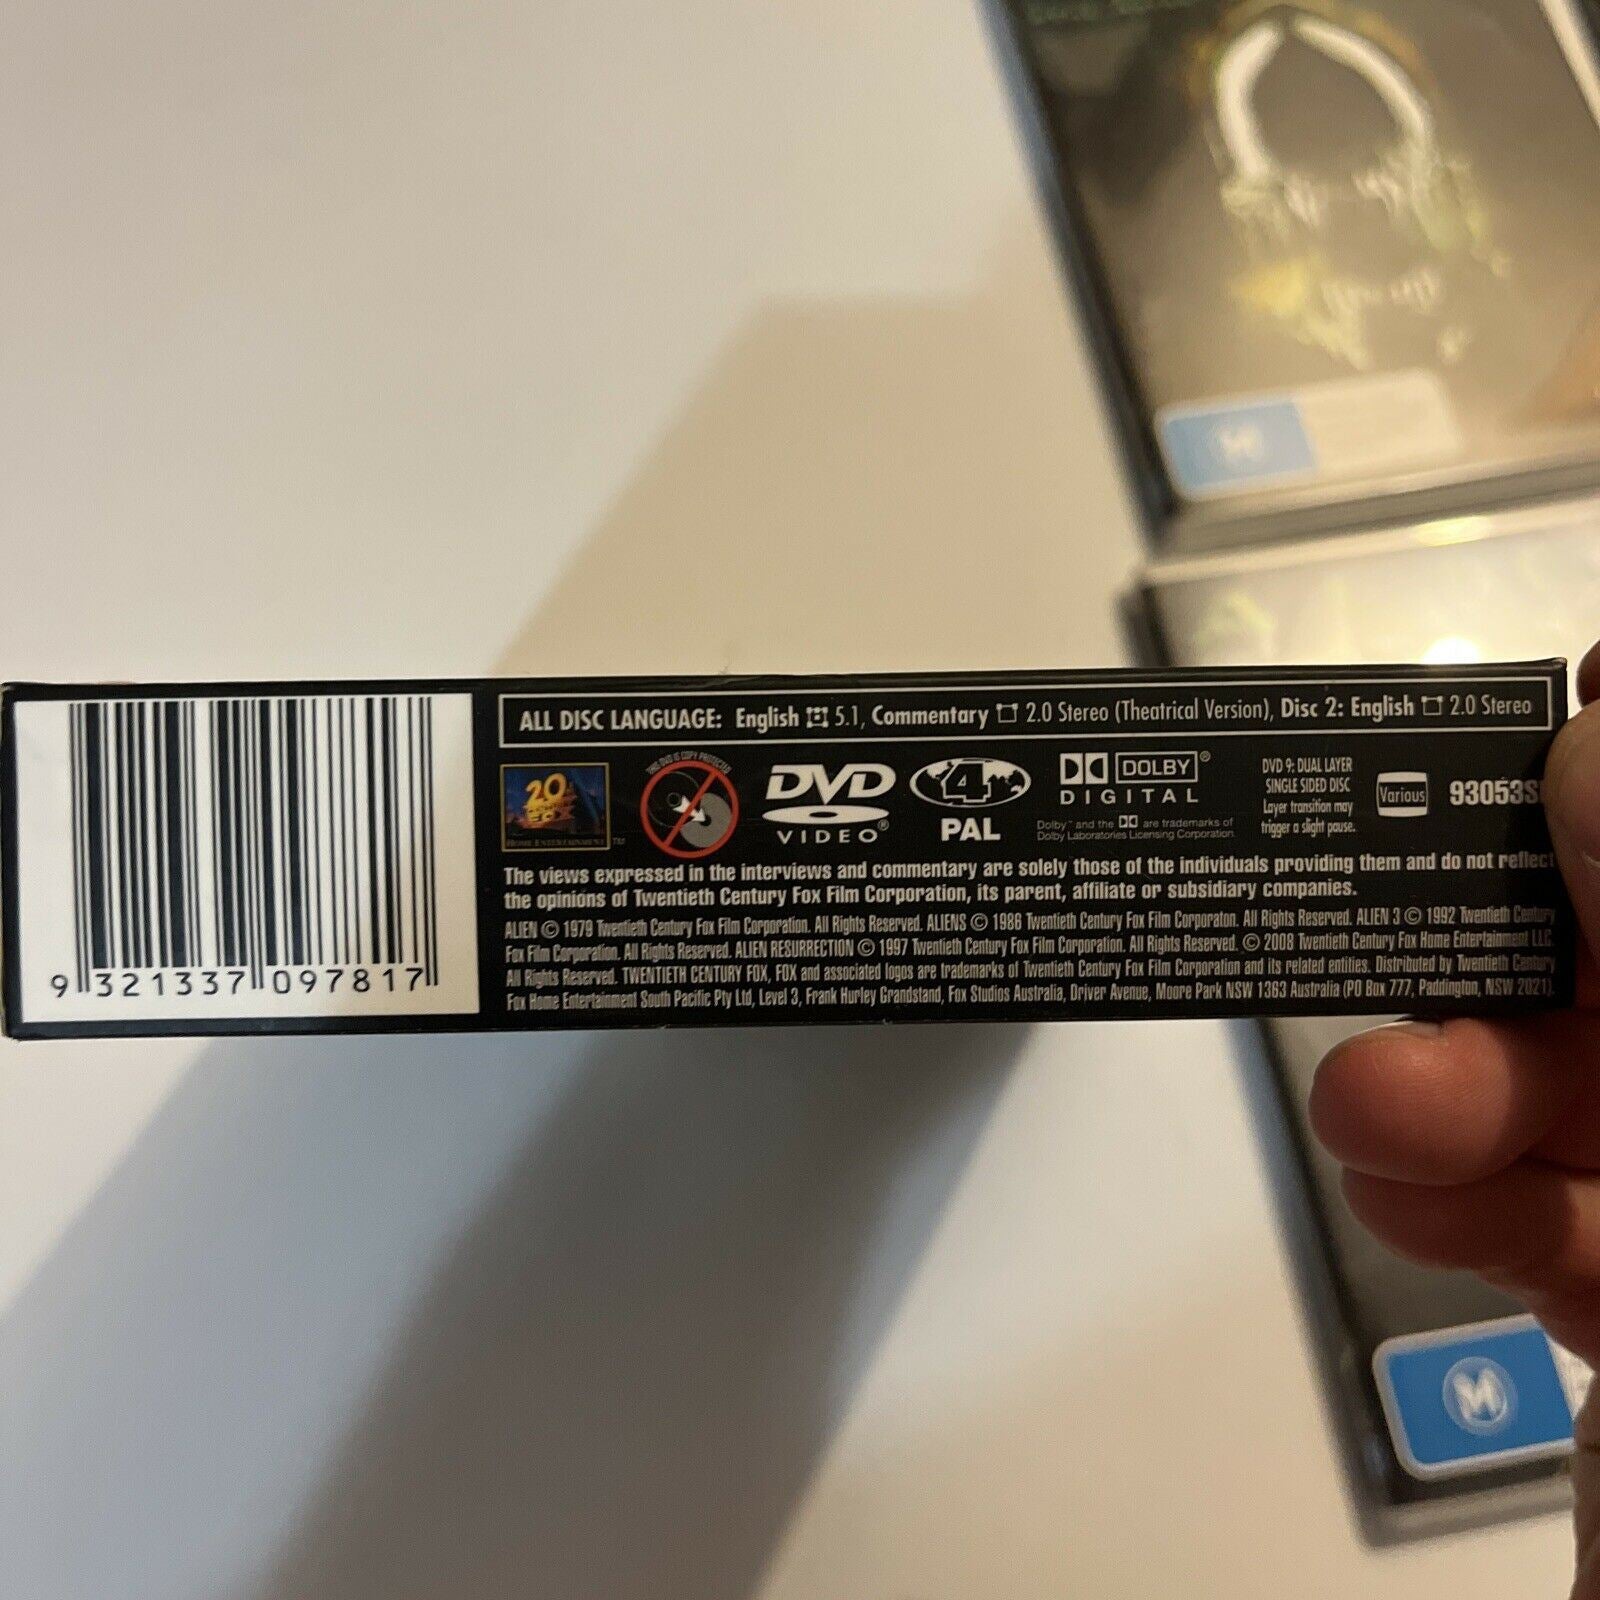 ALL DISC LANGUAGE: English 5.1, Commentary 2.0 Stereo (Theatrical Version), Disc 2: English 2.0 Stereo
20
CENTURY
FOX
HOME ENTERTAINMENT TM
THIS DVD IS COPY PROTECTED
DVD
VIDEO®
4
PAL
DOLBY®
DIGITAL
Dolby™ and the are trademarks of
Dolby Laboratories Licensing Corporation.
DVD 9: DUAL LAYER
SINGLE SIDED DISC
Layer transition may
trigger a slight pause.
Various
93053S
The views expressed in the interviews and commentary are solely those of the individuals providing them and do not reflect
the opinions of Twentieth Century Fox Film Corporation, its parent, affiliate or subsidiary companies.
ALIEN © 1979 Twentieth Century Fox Film Corporation. All Rights Reserved. ALIENS © 1986 Twentieth Century Fox Film Corporaton. All Rights Reserved. ALIEN 3 © 1992 Twentieth Century
Fox Film Corporation. All Rights Reserved. ALIEN RESURRECTION © 1997 Twentieth Century Fox Film Corporation. All Rights Reserved. © 2008 Twentieth Century Fox Home Entertainment LLC.
All Rights Reserved. TWENTIETH CENTURY FOX, FOX and associated logos are trademarks of Twentieth Century Fox Film Corporation and its related entities. Distributed by Twentieth Century
Fox Home Entertainment South Pacific Pty Ltd, Level 3, Frank Hurley Grandstand, Fox Studios Australia, Driver Avenue, Moore Park NSW 1363 Australia (PO Box 777, Paddington, NSW 2021).
9 321337 097817
M
M